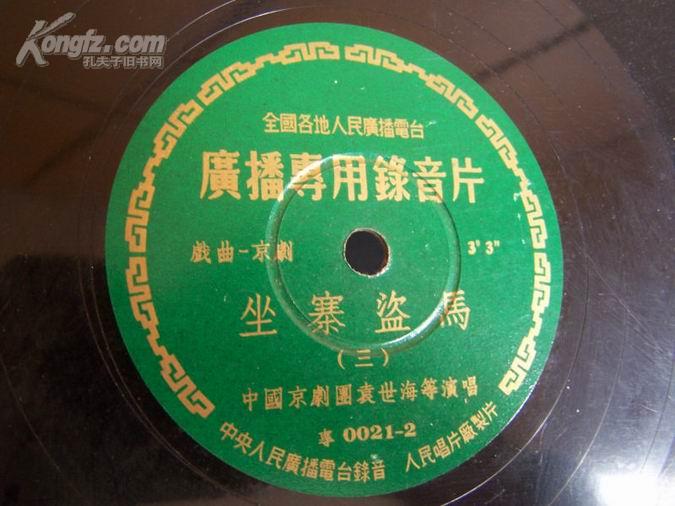 Kongfz.com
孔夫子旧书网
全國各地人民廣播電台
廣播專用錄音片
戲曲-京劇 3' 3"
坐寨盜馬
(三)
中國京劇團袁世海等演唱
專 0021-2
中央人民廣播電台錄音 人民唱片廠製片